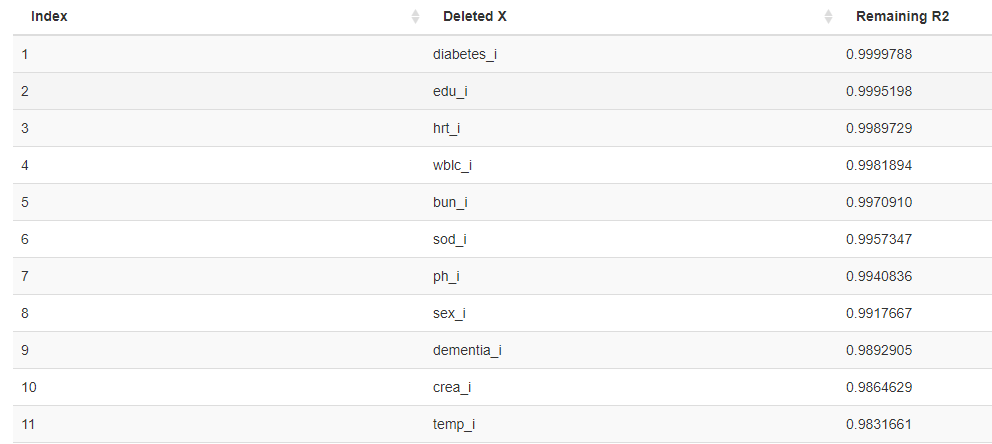 Index Deleted X Remaining R2
1 diabetes_i 0.9999788
2 edu_i 0.9995198
3 hrt_i 0.9989729
4 wblc_i 0.9981894
5 bun_i 0.9970910
6 sod_i 0.9957347
7 ph_i 0.9940836
8 sex_i 0.9917667
9 dementia_i 0.9892905
10 crea_i 0.9864629
11 temp_i 0.9831661